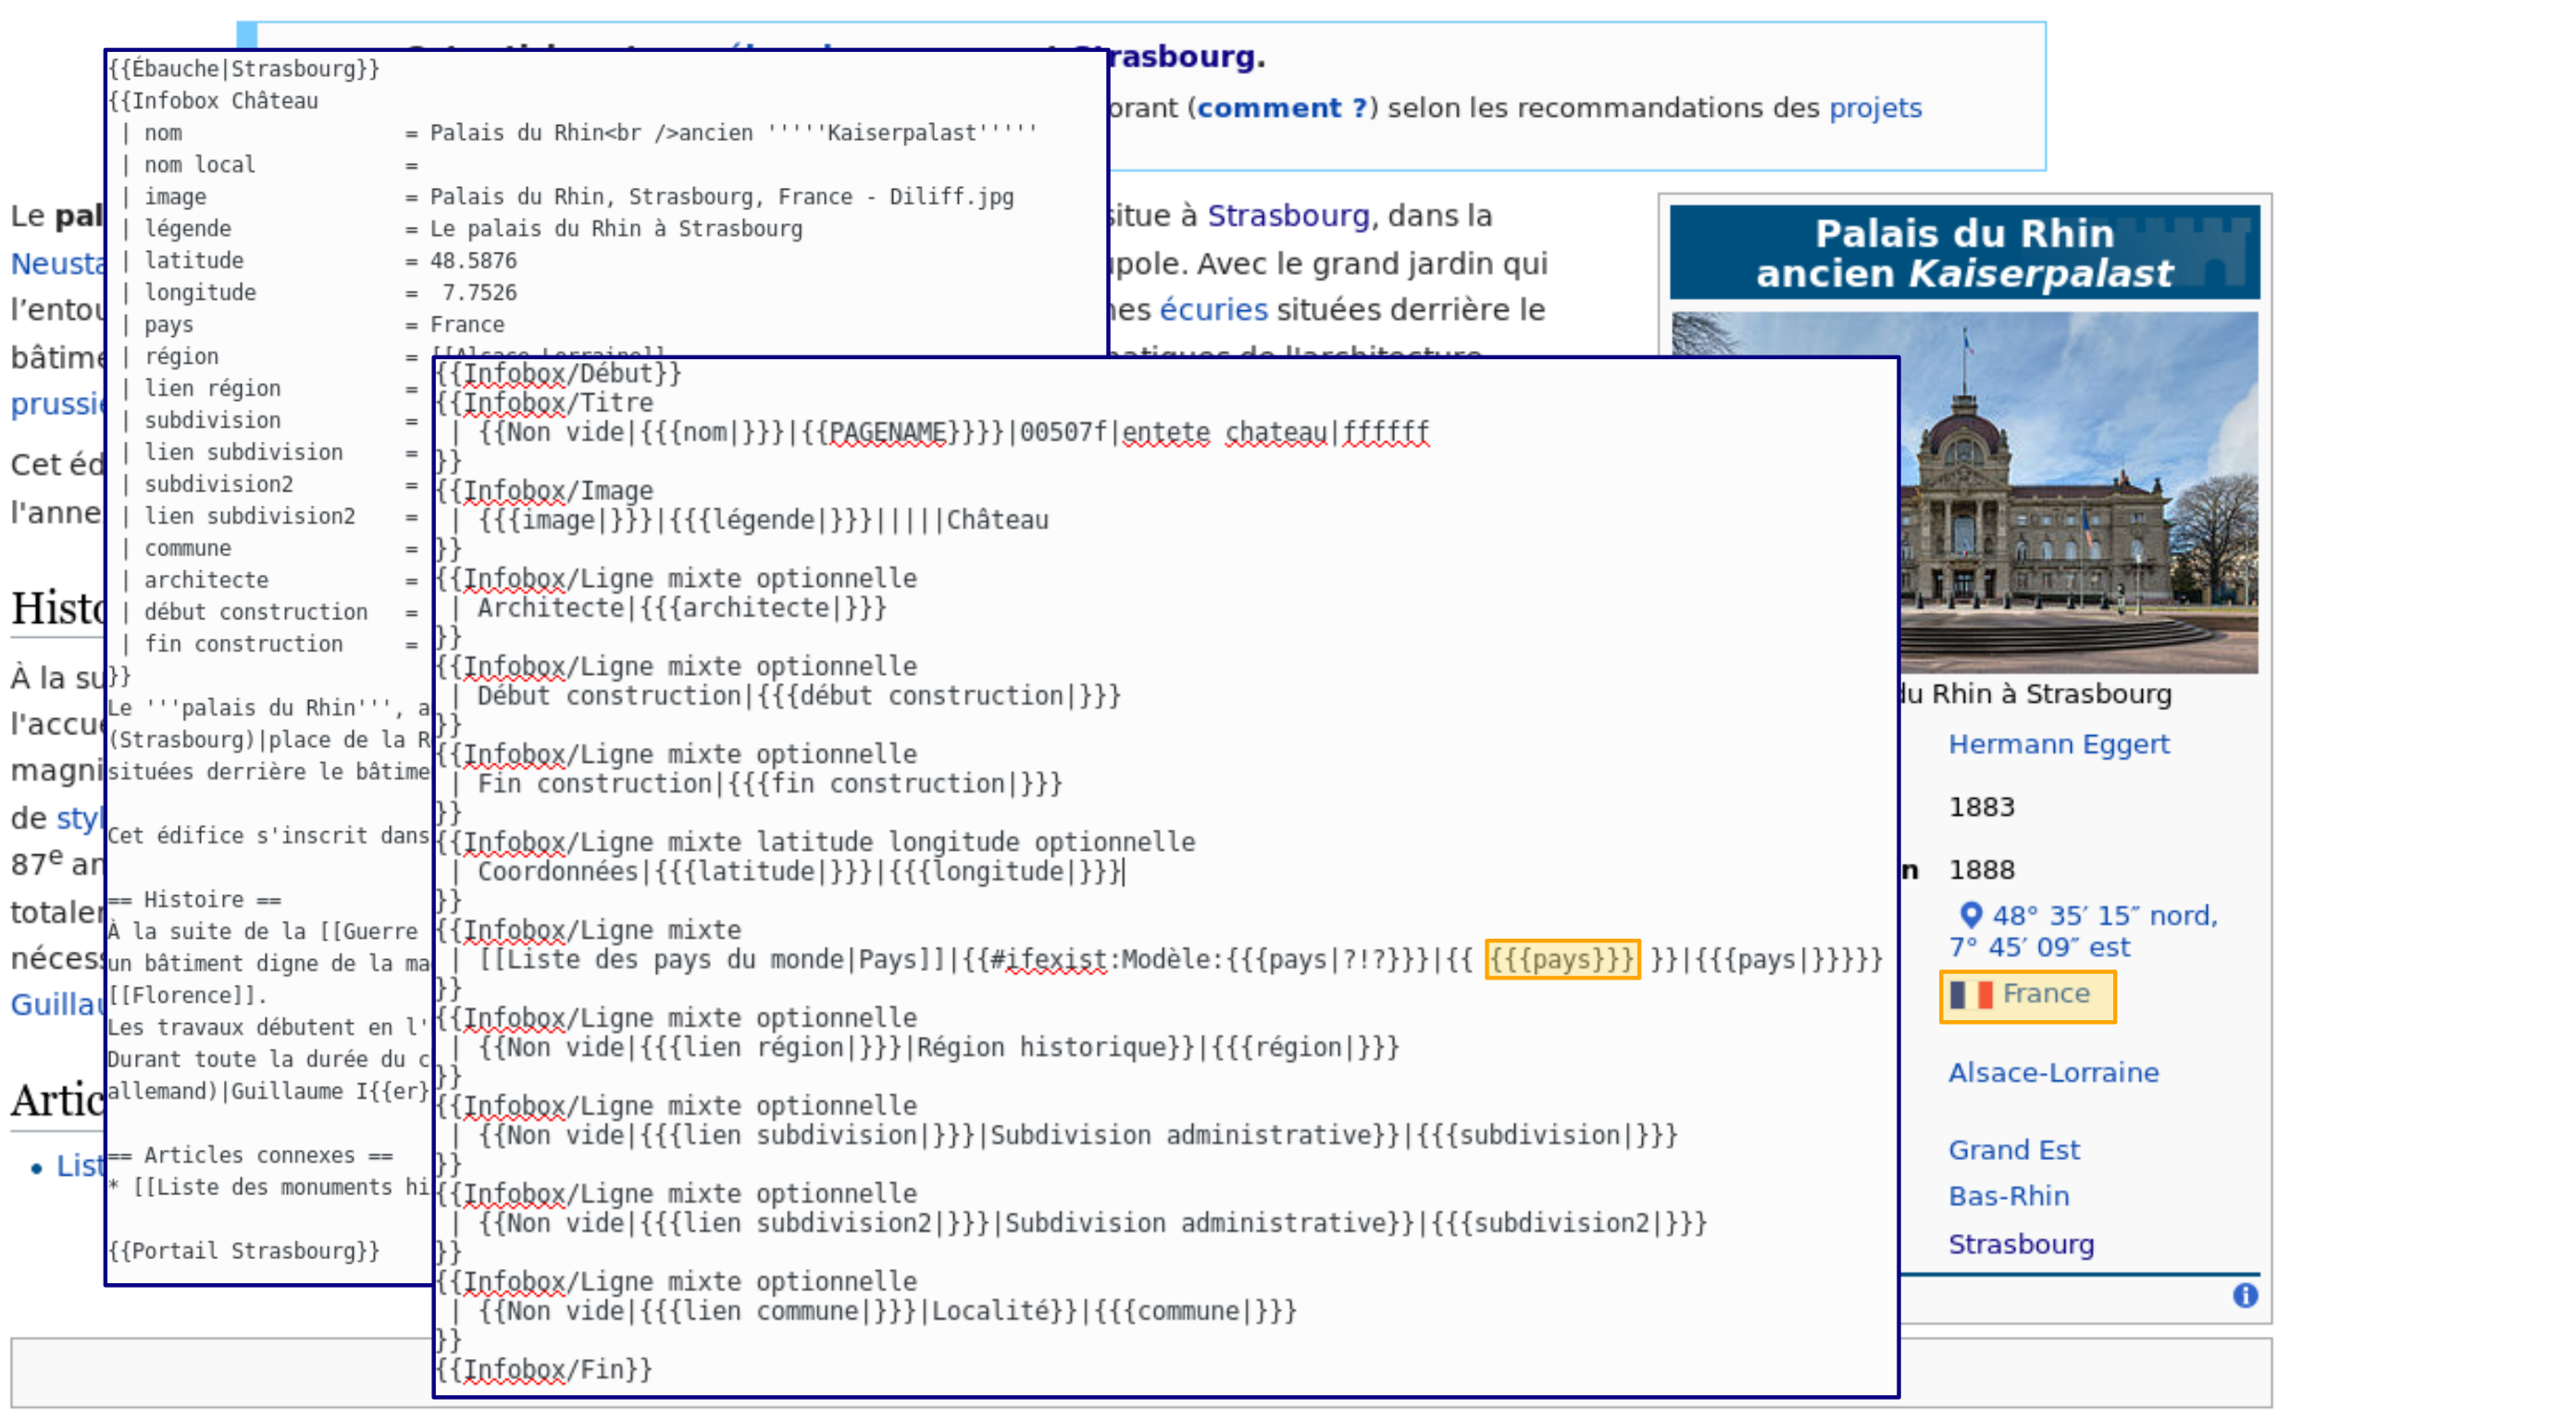 rasbourg.
orant (comment ?) selon les recommandations des projets
{{Ébauche|Strasbourg}}
{{Infobox Château
| nom = Palais du Rhin<br />ancien '''''Kaiserpalast'''''
| nom local =
| image = Palais du Rhin, Strasbourg, France - Diliff.jpg
| légende = Le palais du Rhin à Strasbourg
| latitude = 48.5876
| longitude = 7.7526
| pays = France
| région = [[Alsace-Lorraine]]
| lien région =
| subdivision =
| lien subdivision =
| subdivision2 =
| lien subdivision2 =
| commune =
| architecte =
| début construction =
| fin construction =
}}
Le '''palais du Rhin''', a
(Strasbourg)|place de la R
situées derrière le bâtime
Cet édifice s'inscrit dans
== Histoire ==
À la suite de la [[Guerre
un bâtiment digne de la ma
[[Florence]].
Les travaux débutent en l'
Durant toute la durée du c
allemand)|Guillaume I{{er}
== Articles connexes ==
* [[Liste des monuments hi
{{Portail Strasbourg}}
{{Infobox/Début}}
{{Infobox/Titre
| {{Non vide|{{{nom|}}}|{{PAGENAME}}}}|00507f|entete chateau|ffffff
}}
{{Infobox/Image
| {{{image|}}}|{{{légende|}}}|||||Château
}}
{{Infobox/Ligne mixte optionnelle
| Architecte|{{{architecte|}}}
}}
{{Infobox/Ligne mixte optionnelle
| Début construction|{{{début construction|}}}
}}
{{Infobox/Ligne mixte optionnelle
| Fin construction|{{{fin construction|}}}
}}
{{Infobox/Ligne mixte latitude longitude optionnelle
| Coordonnées|{{{latitude|}}}|{{{longitude|}}}
}}
{{Infobox/Ligne mixte
| [[Liste des pays du monde|Pays]]|{{#ifexist:Modèle:{{{pays|?!?}}}|{{ {{{pays}}} }}|{{{pays|}}}}}
}}
{{Infobox/Ligne mixte optionnelle
| {{Non vide|{{{lien région|}}}|Région historique}}|{{{région|}}}
}}
{{Infobox/Ligne mixte optionnelle
| {{Non vide|{{{lien subdivision|}}}|Subdivision administrative}}|{{{subdivision|}}}
}}
{{Infobox/Ligne mixte optionnelle
| {{Non vide|{{{lien subdivision2|}}}|Subdivision administrative}}|{{{subdivision2|}}}
}}
{{Infobox/Ligne mixte optionnelle
| {{Non vide|{{{lien commune|}}}|Localité}}|{{{commune|}}}
}}
{{Infobox/Fin}}
Le pal
Neusta
l'entou
bâtime
prussie
Cet éd
l'anne
Histo
À la su
l'accue
magni
de styl
87e an
totaler
nécess
Guillau
Artic
• List
situe à Strasbourg, dans la
upole. Avec le grand jardin qui
nes écuries situées derrière le
Palais du Rhin
ancien Kaiserpalast
du Rhin à Strasbourg
Hermann Eggert
1883
n 1888
48° 35′ 15″ nord,
7° 45′ 09″ est
France
Alsace-Lorraine
Grand Est
Bas-Rhin
Strasbourg